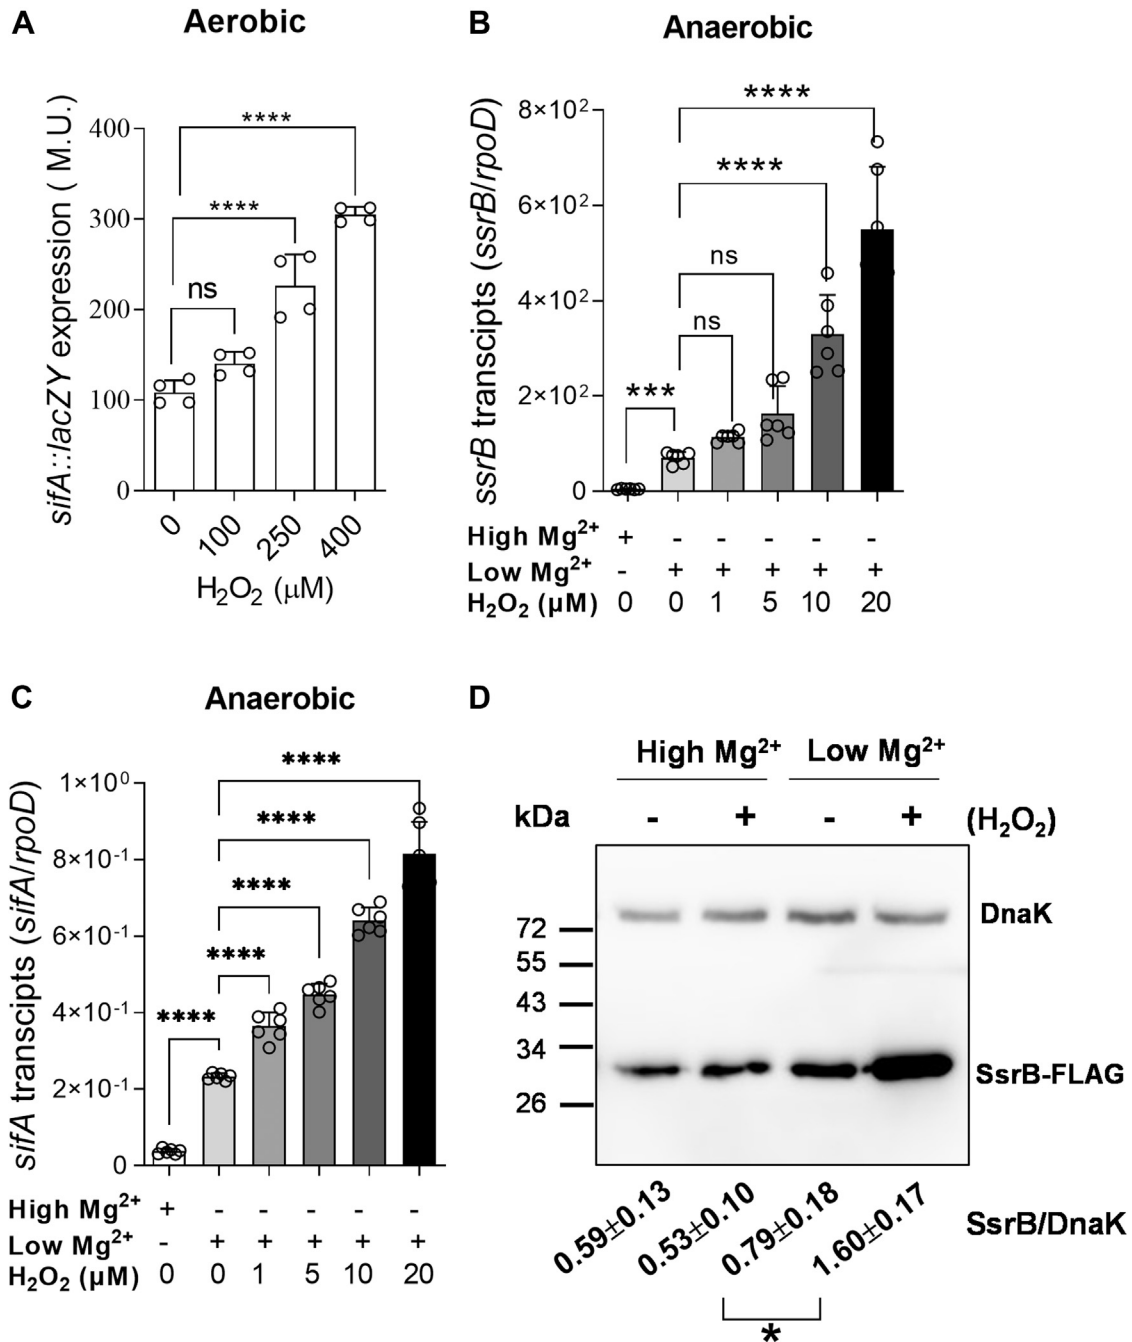 A
Aerobic
sifA::lacZY expression ( M.U.)
400
300
200
100
0
****
****
ns
0 100 250 400
H2O2 (μM)
B
Anaerobic
ssrB transcipts (ssrB/rpoD)
8×10²
6×10²
4×10²
2×10²
0
****
****
ns
ns
***
High Mg²⁺ + - - - - -
Low Mg²⁺ - + + + + +
H₂O₂ (μM) 0 0 1 5 10 20
C
Anaerobic
sifA transcipts (sifA/rpoD)
1×10⁰
8×10⁻¹
6×10⁻¹
4×10⁻¹
2×10⁻¹
0
****
****
****
****
****
High Mg²⁺ + - - - - -
Low Mg²⁺ - + + + + +
H₂O₂ (μM) 0 0 1 5 10 20
D
High Mg²⁺ Low Mg²⁺
kDa - + - + (H₂O₂)
DnaK
72
55
43
34
SsrB-FLAG
26
0.59±0.13 0.53±0.10 0.79±0.18 1.60±0.17 SsrB/DnaK
*